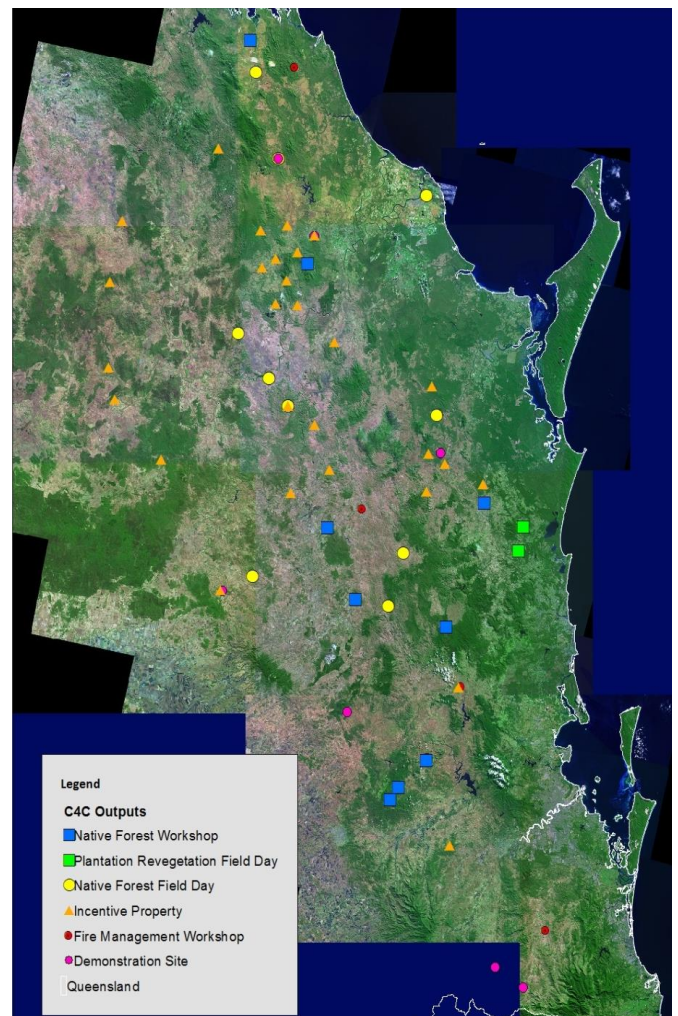 Legend
C4C Outputs
Native Forest Workshop
Plantation Revegetation Field Day
Native Forest Field Day
Incentive Property
Fire Management Workshop
Demonstration Site
Queensland